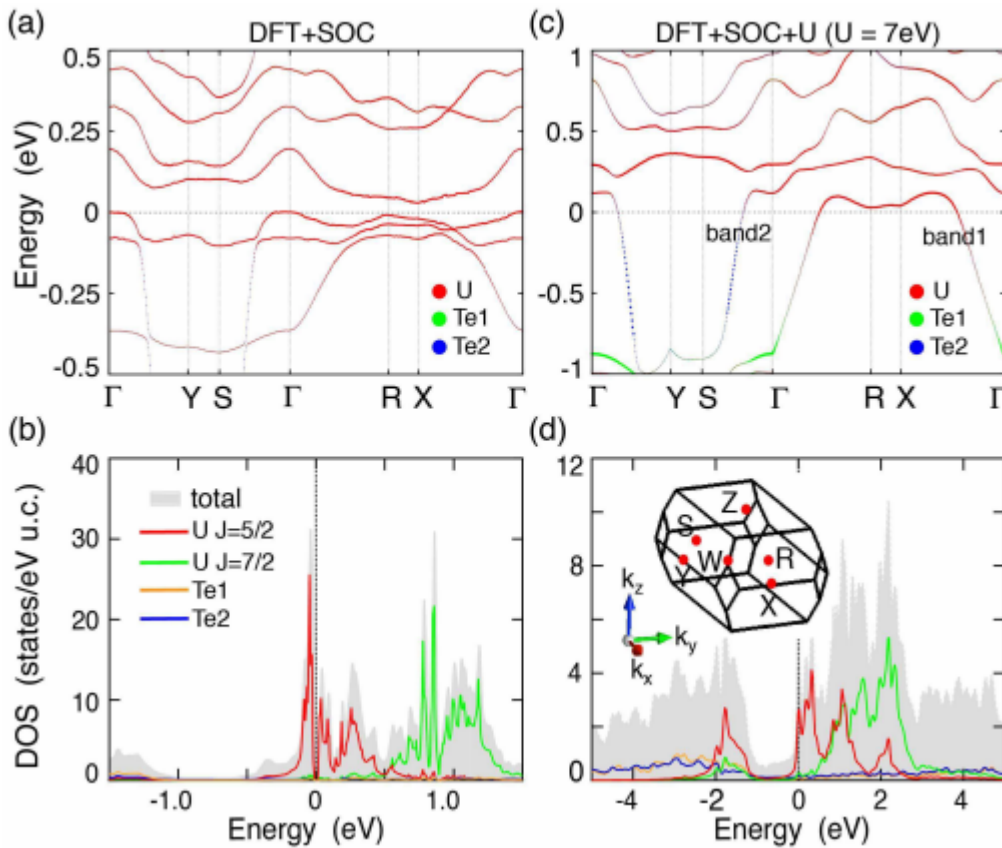 (a) DFT+SOC
0.5
0.25
0
-0.25
-0.5
Energy (eV)
U
Te1
Te2
Γ Y S Γ R X Γ
(c) DFT+SOC+U (U = 7eV)
1
0.5
0
-0.5
-1
band2
band1
U
Te1
Te2
Γ Y S Γ R X Γ
(b)
40
30
20
10
0
DOS (states/eV u.c.)
total
U J=5/2
U J=7/2
Te1
Te2
-1.0 0 1.0
Energy (eV)
(d)
12
8
4
0
Z
S
W
R
Y
X
kz
ky
kx
-4 -2 0 2 4
Energy (eV)